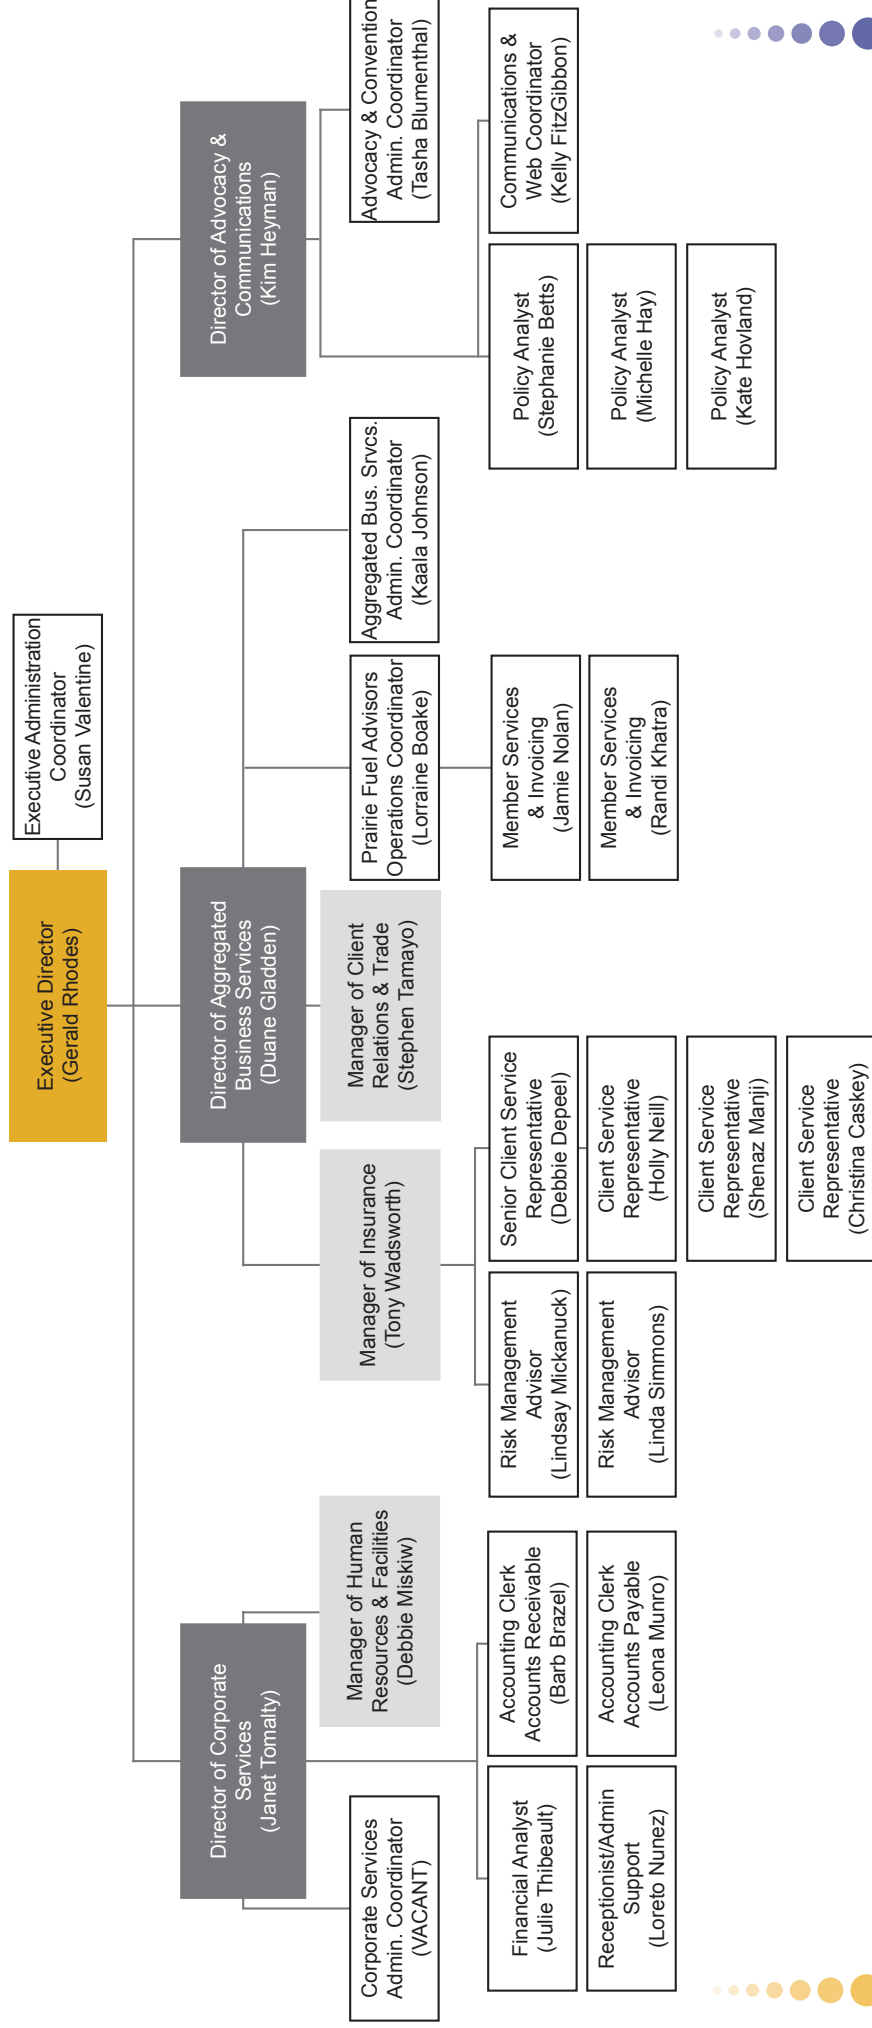 Executive Director
(Gerald Rhodes)
Executive Administration
Coordinator
(Susan Valentine)
Director of Corporate
Services
(Janet Tomalty)
Director of Aggregated
Business Services
(Duane Gladden)
Director of Advocacy &
Communications
(Kim Heyman)
Corporate Services
Admin. Coordinator
(VACANT)
Manager of Human
Resources & Facilities
(Debbie Miskiw)
Manager of Insurance
(Tony Wadsworth)
Manager of Client
Relations & Trade
(Stephen Tamayo)
Prairie Fuel Advisors
Operations Coordinator
(Lorraine Boake)
Aggregated Bus. Srvcs.
Admin. Coordinator
(Kaala Johnson)
Advocacy & Convention
Admin. Coordinator
(Tasha Blumenthal)
Financial Analyst
(Julie Thibeault)
Accounting Clerk
Accounts Receivable
(Barb Brazel)
Risk Management
Advisor
(Lindsay Mickanuck)
Senior Client Service
Representative
(Debbie Depeel)
Member Services
& Invoicing
(Jamie Nolan)
Policy Analyst
(Stephanie Betts)
Communications &
Web Coordinator
(Kelly FitzGibbon)
Receptionist/Admin
Support
(Loreto Nunez)
Accounting Clerk
Accounts Payable
(Leona Munro)
Risk Management
Advisor
(Linda Simmons)
Client Service
Representative
(Holly Neill)
Member Services
& Invoicing
(Randi Khatra)
Policy Analyst
(Michelle Hay)
Client Service
Representative
(Shenaz Manji)
Policy Analyst
(Kate Hovland)
Client Service
Representative
(Christina Caskey)